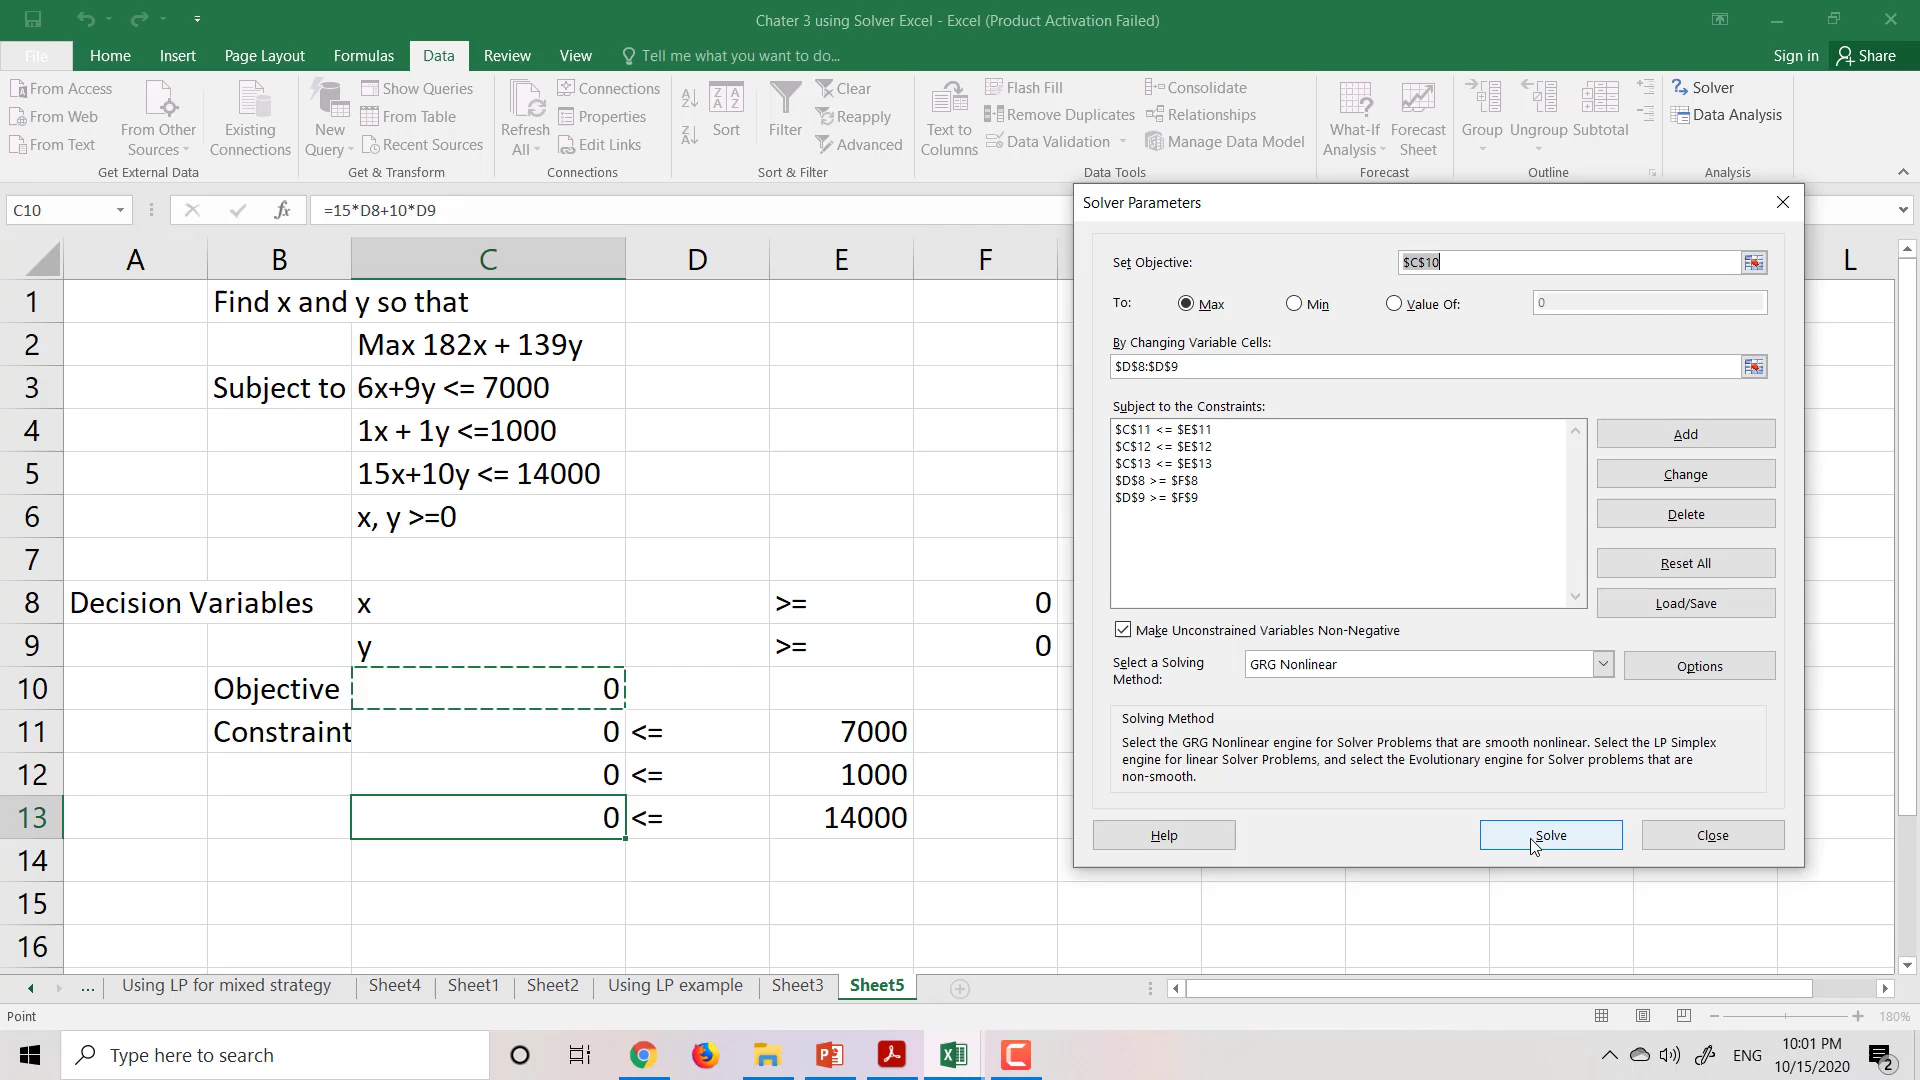 Chater 3 using Solver Excel - Excel (Product Activation Failed)
File Home Insert Page Layout Formulas Data Review View Tell me what you want to do... Sign in Share
From Access
From Web
From Text
From Other Sources
Existing Connections
Get External Data
New Query
Show Queries
From Table
Recent Sources
Get & Transform
Refresh All
Connections
Properties
Edit Links
Connections
Sort
Filter
Clear
Reapply
Advanced
Sort & Filter
Text to Columns
Flash Fill
Remove Duplicates
Data Validation
Consolidate
Relationships
Manage Data Model
Data Tools
What-If Analysis
Forecast Sheet
Forecast
Group
Ungroup
Subtotal
Outline
Solver
Data Analysis
Analysis
C10 fx =15*D8+10*D9
A B C D E F L
1 Find x and y so that
2 Max 182x + 139y
3 Subject to 6x+9y <= 7000
4 1x + 1y <=1000
5 15x+10y <= 14000
6 x, y >=0
7
8 Decision Variables x >= 0
9 y >= 0
10 Objective 0
11 Constraint 0 <= 7000
12 0 <= 1000
13 0 <= 14000
14
15
16
Solver Parameters
Set Objective: $C$10
To: Max Min Value Of: 0
By Changing Variable Cells:
$D$8:$D$9
Subject to the Constraints:
$C$11 <= $E$11
$C$12 <= $E$12
$C$13 <= $E$13
$D$8 >= $F$8
$D$9 >= $F$9
Add
Change
Delete
Reset All
Load/Save
Make Unconstrained Variables Non-Negative
Select a Solving Method: GRG Nonlinear Options
Solving Method
Select the GRG Nonlinear engine for Solver Problems that are smooth nonlinear. Select the LP Simplex
engine for linear Solver Problems, and select the Evolutionary engine for Solver problems that are
non-smooth.
Help Solve Close
... Using LP for mixed strategy Sheet4 Sheet1 Sheet2 Using LP example Sheet3 Sheet5
Point 180%
Type here to search
ENG
10:01 PM
10/15/2020
2